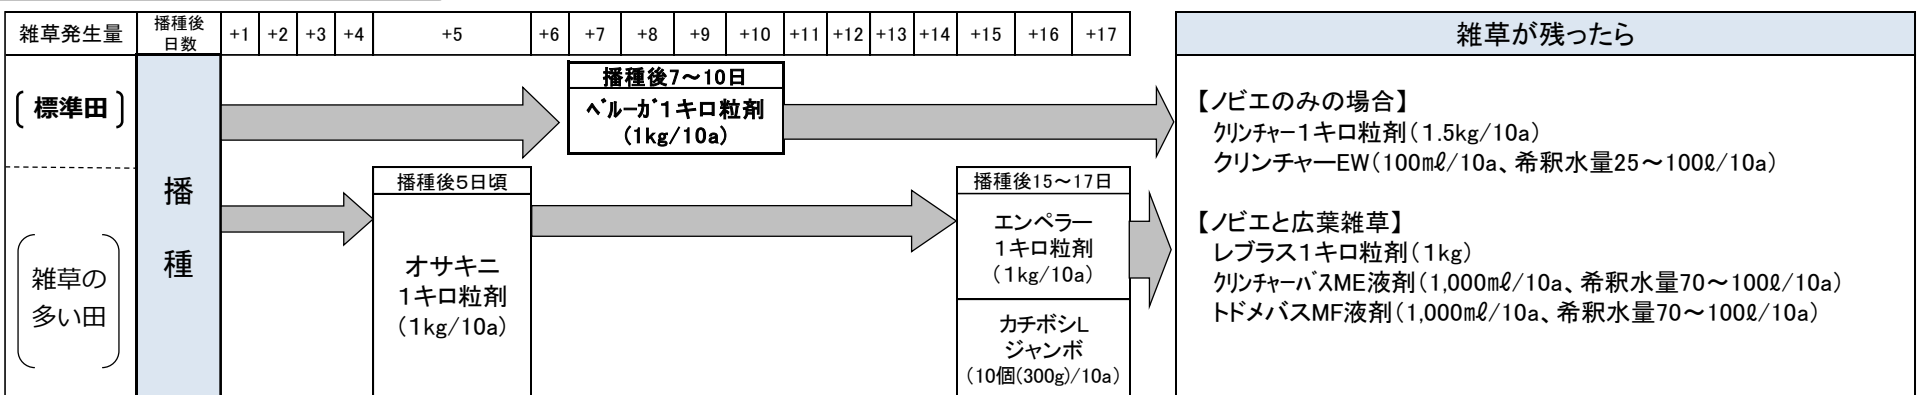 雑草発生量 播種後日数 +1 +2 +3 +4 +5 +6 +7 +8 +9 +10 +11 +12 +13 +14 +15 +16 +17
標準田
播種
播種後7～10日
ベルーガ1キロ粒剤
(1kg/10a)
雑草の
多い田
播種後5日頃
オサキニ
1キロ粒剤
(1kg/10a)
播種後15～17日
エンペラー
1キロ粒剤
(1kg/10a)
カチボシL
ジャンボ
(10個(300g)/10a)
雑草が残ったら
【ノビエのみの場合】
クリンチャー1キロ粒剤(1.5kg/10a)
クリンチャーEW(100mℓ/10a、希釈水量25～100ℓ/10a)
【ノビエと広葉雑草】
レブラス1キロ粒剤(1kg)
クリンチャーバスME液剤(1,000mℓ/10a、希釈水量70～100ℓ/10a)
トドメバスMF液剤(1,000mℓ/10a、希釈水量70～100ℓ/10a)